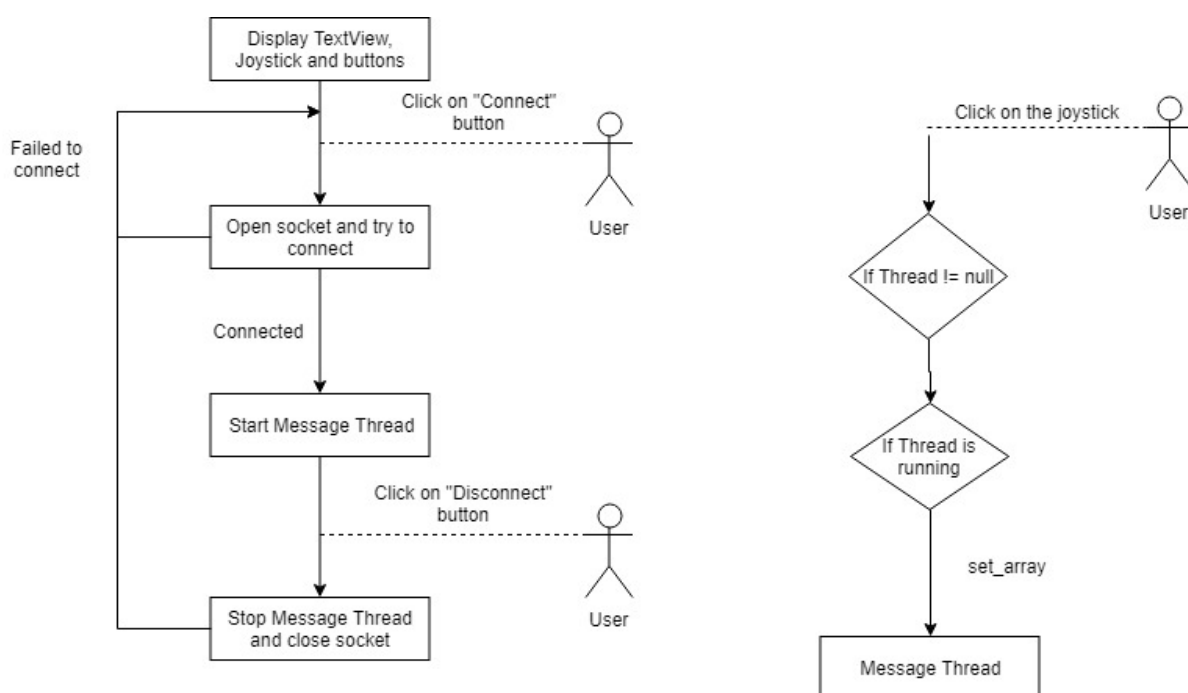 Display TextView,
Joystick and buttons
Click on "Connect"
button
Failed to
connect
User
Open socket and try to
connect
Connected
Start Message Thread
Click on "Disconnect"
button
User
Stop Message Thread
and close socket
Click on the joystick
User
If Thread != null
If Thread is
running
set_array
Message Thread